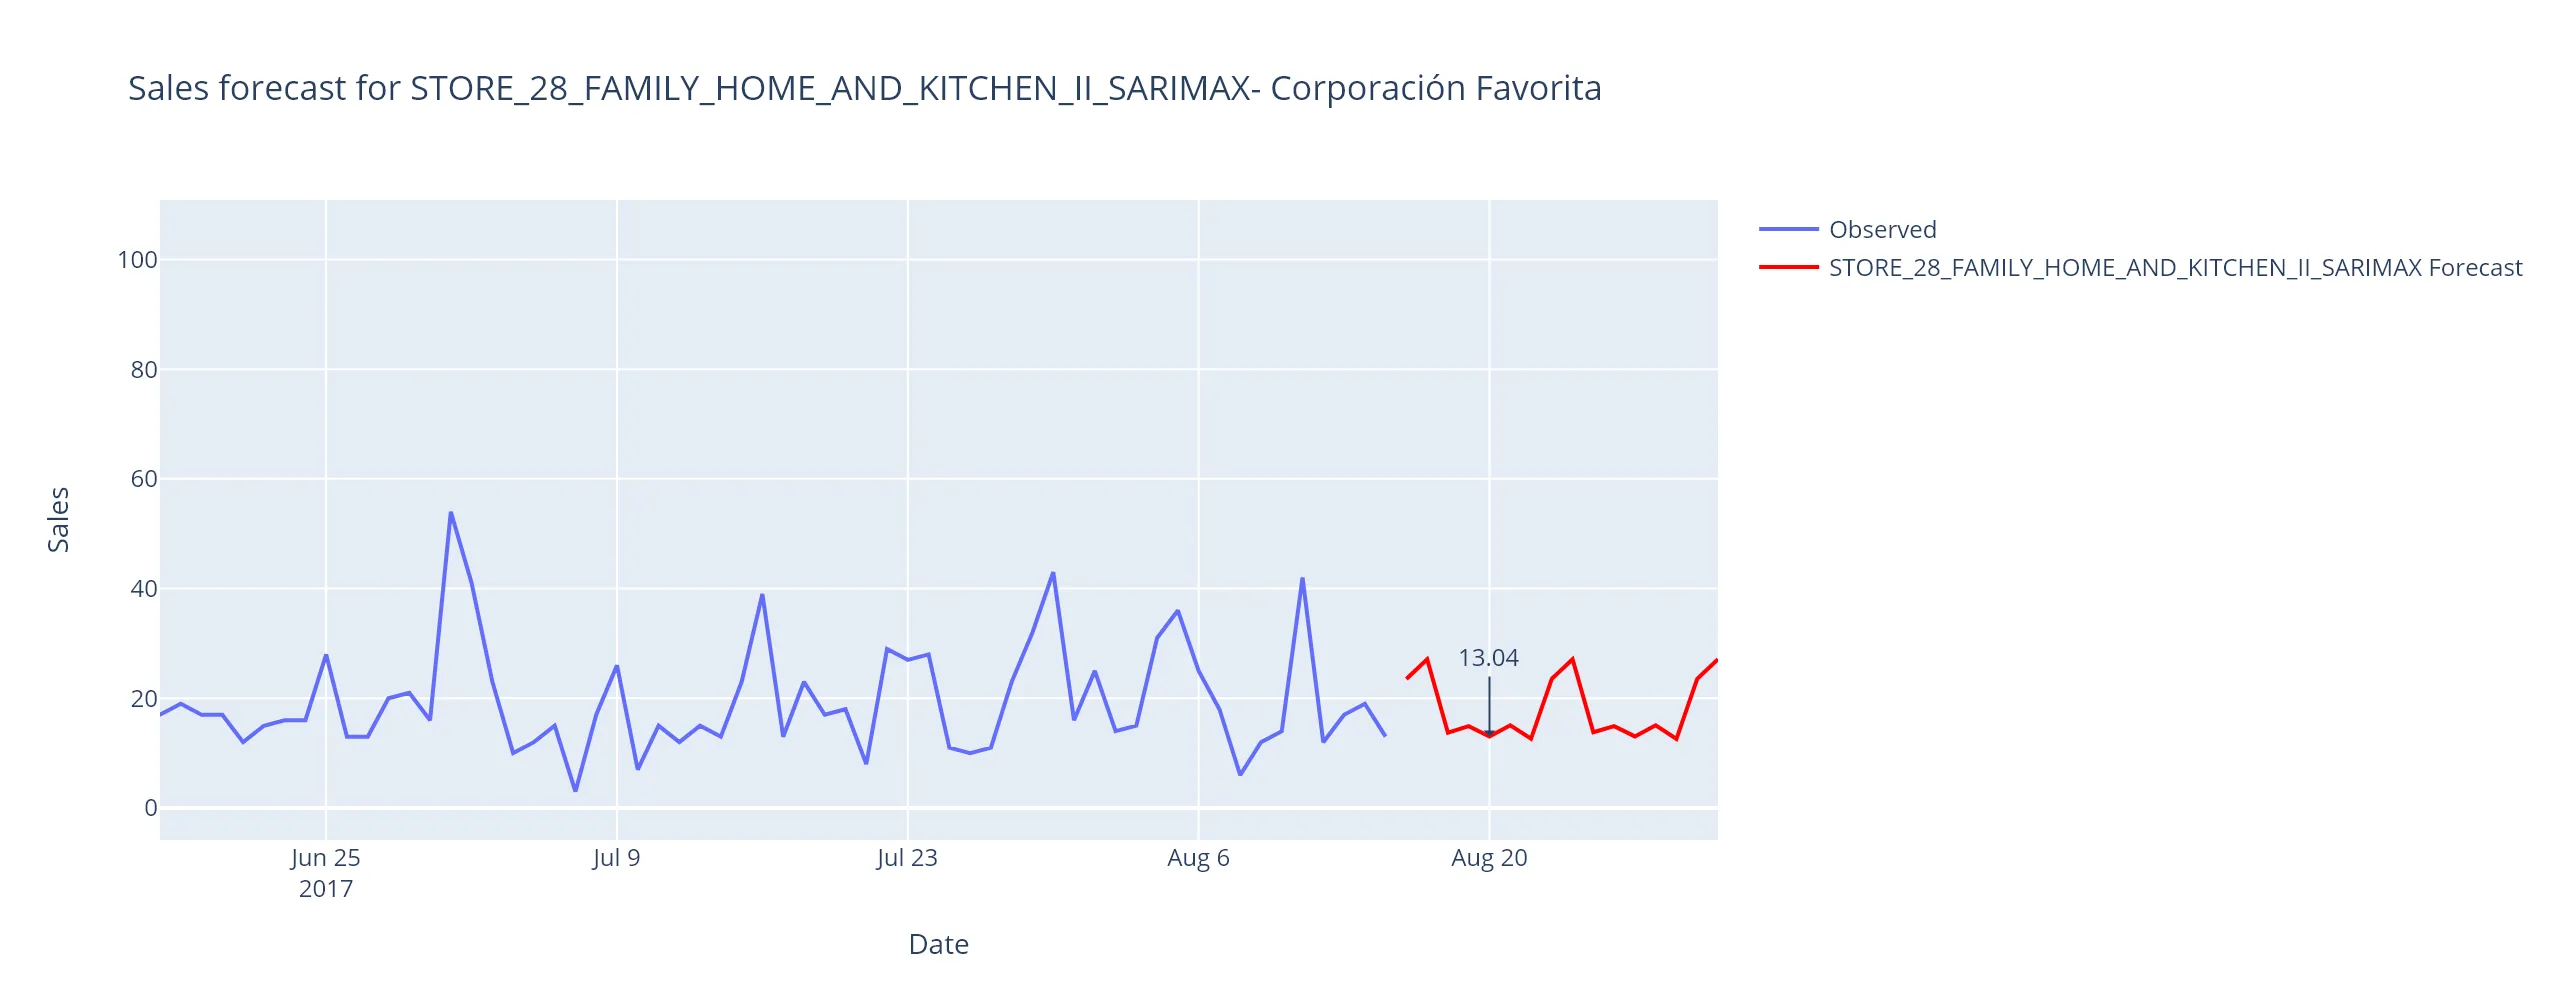 Sales forecast for STORE_28_FAMILY_HOME_AND_KITCHEN_II_SARIMAX- Corporación Favorita
Observed
STORE_28_FAMILY_HOME_AND_KITCHEN_II_SARIMAX Forecast
100
80
60
40
20
0
Sales
13.04
Jun 25
2017
Jul 9
Jul 23
Aug 6
Aug 20
Date